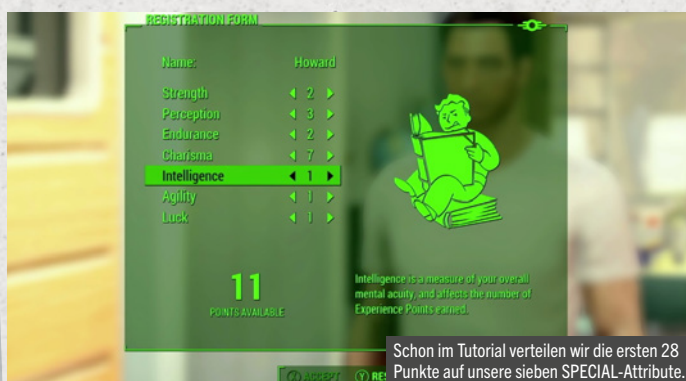 REGISTRATION FORM
Name: Howard
Strength 2
Perception 3
Endurance 2
Charisma 7
Intelligence 1
Agility 1
Luck 1
11
POINTS AVAILABLE
Intelligence is a measure of your overall
mental acuity, and affects the number of
Experience Points earned.
ACCEPT
Schon im Tutorial verteilen wir die ersten 28
Punkte auf unsere sieben SPECIAL-Attribute.